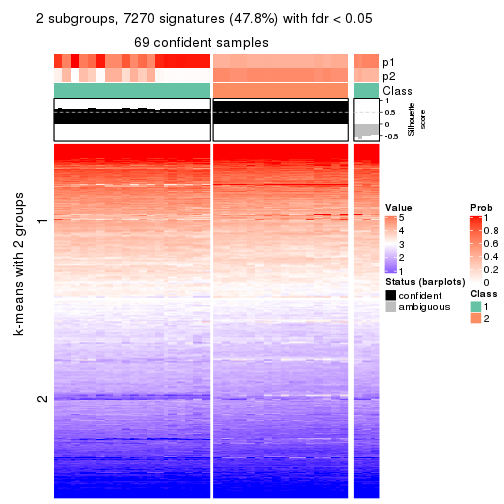 2 subgroups, 7270 signatures (47.8%) with fdr < 0.05
69 confident samples
p1
p2
Class
1
0.5
0
-0.5
Silhouette
score
k-means with 2 groups
1
2
Value
5
4
3
2
1
Status (barplots)
confident
ambiguous
Prob
1
0.8
0.6
0.4
0.2
0
Class
1
2